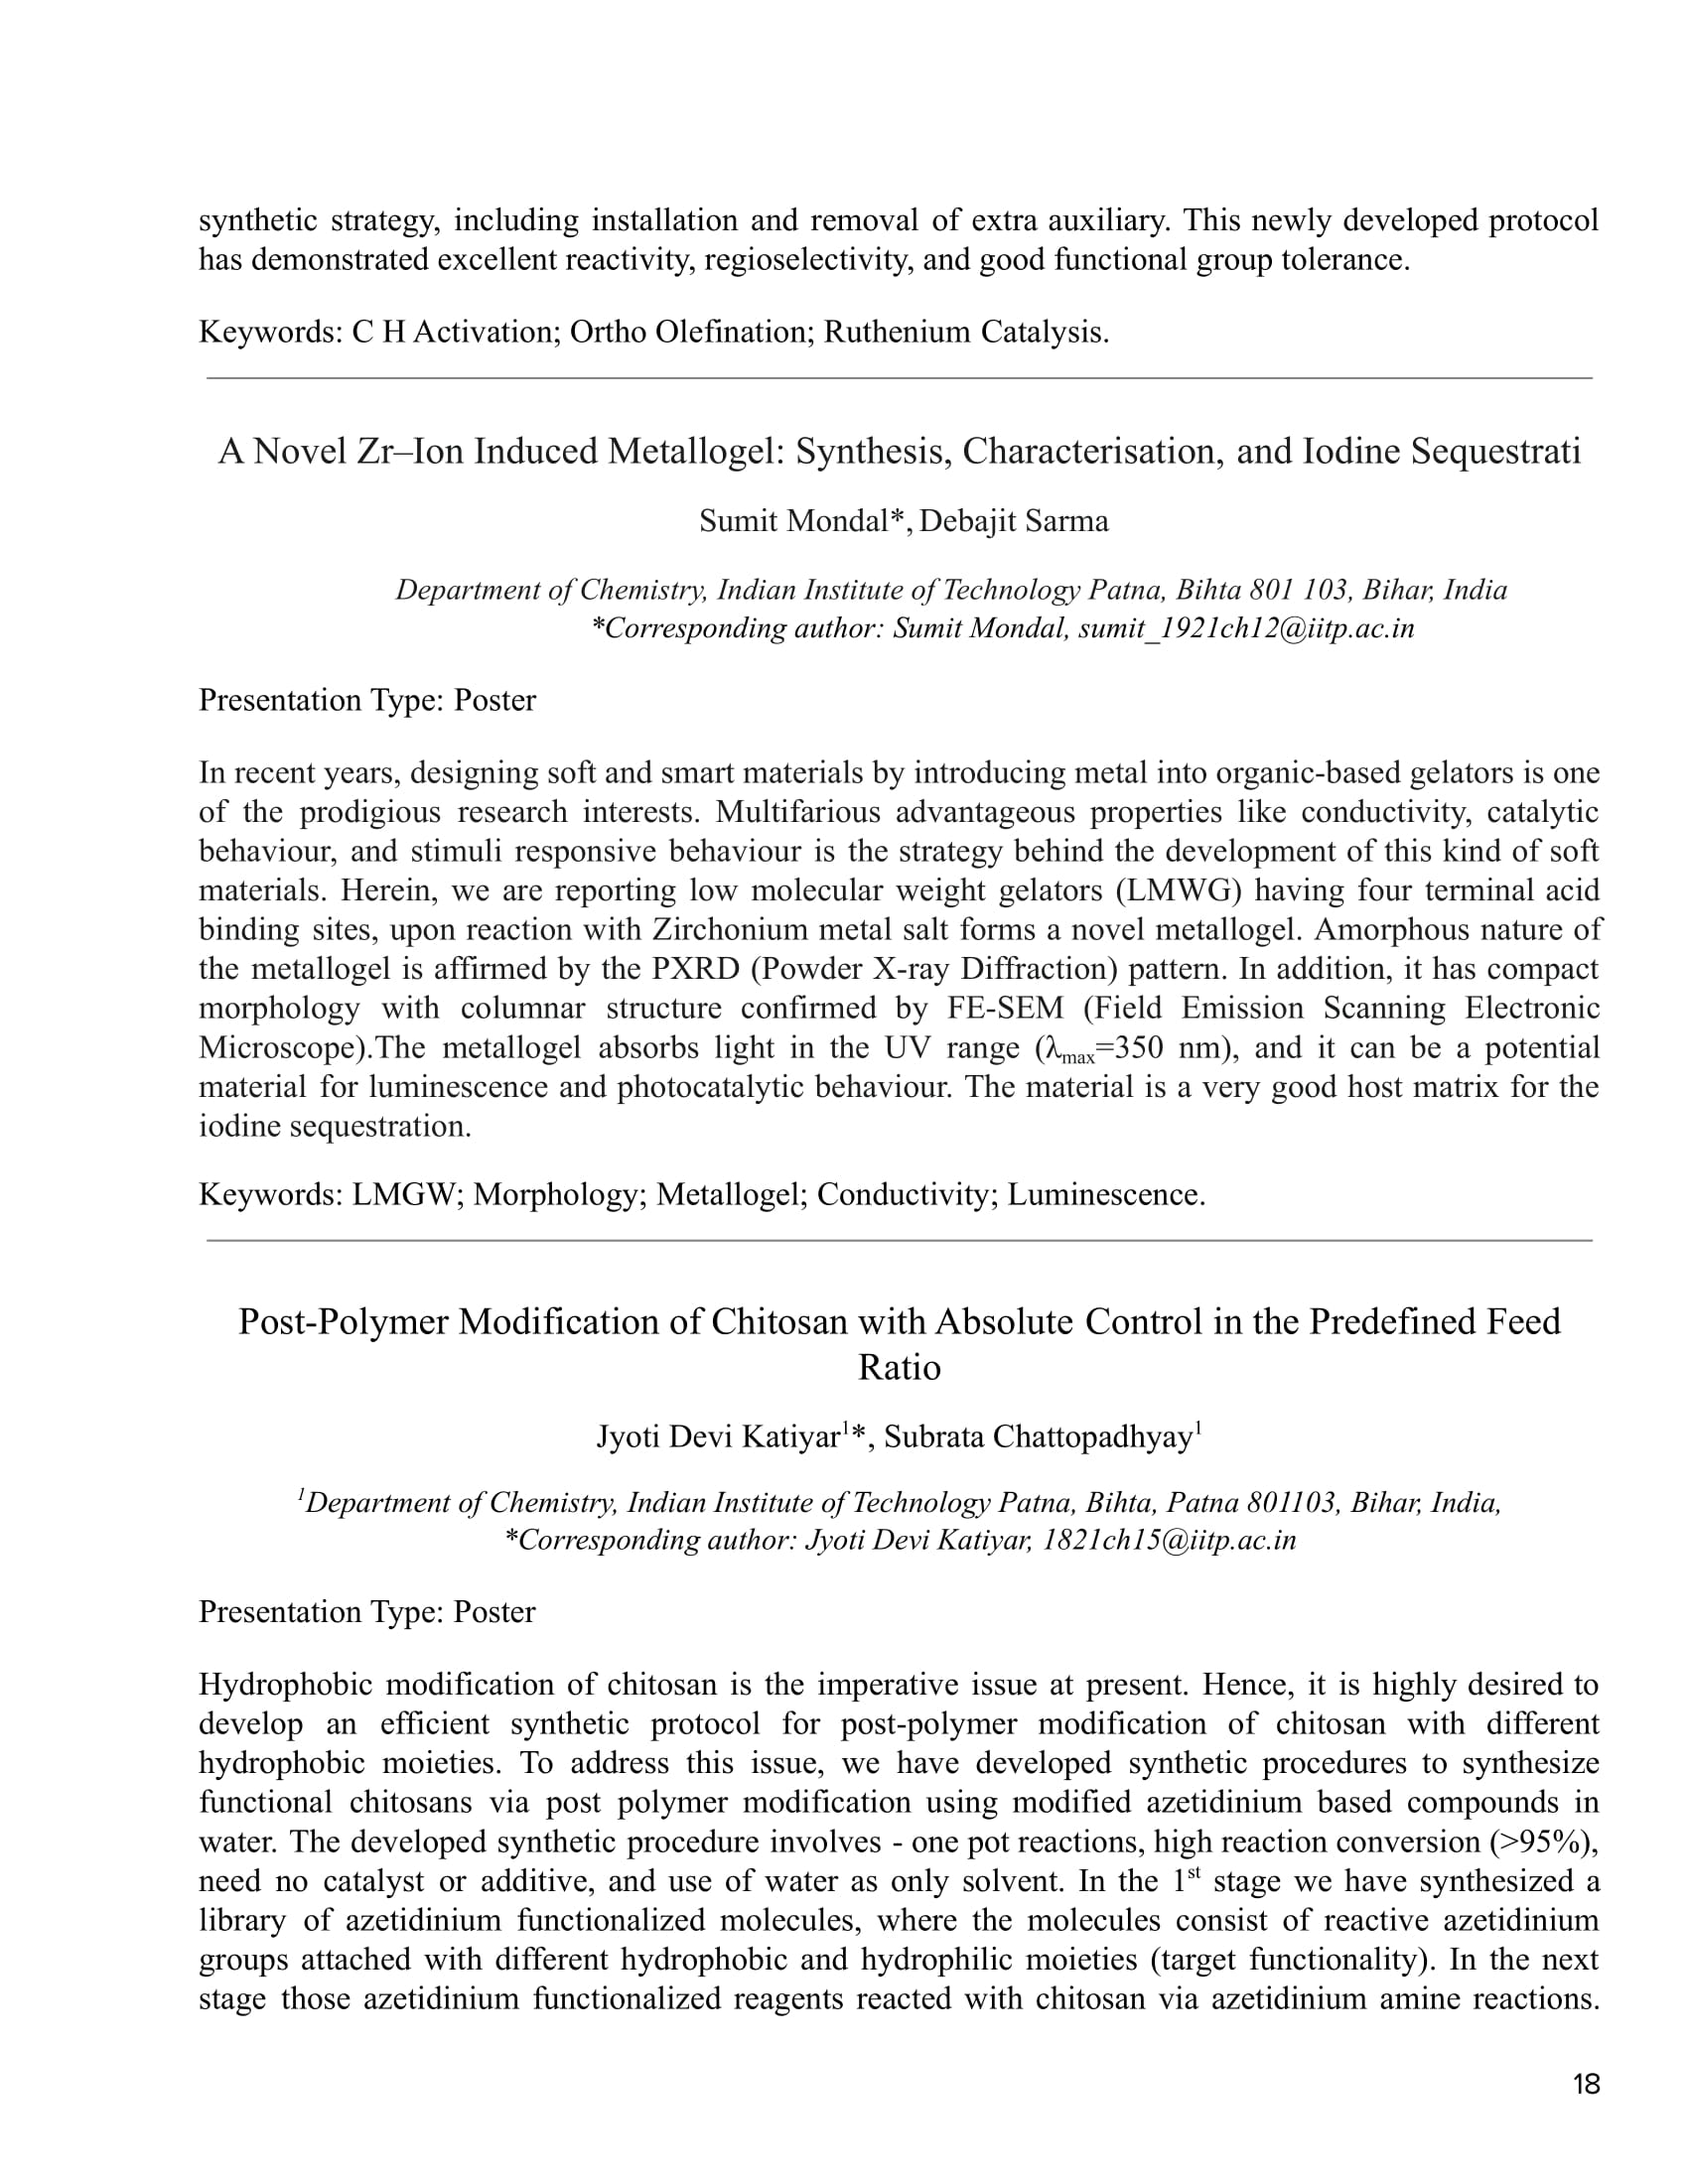 synthetic strategy, including installation and removal of extra auxiliary. This newly developed protocol
has demonstrated excellent reactivity, regioselectivity, and good functional group tolerance.
Keywords: C H Activation; Ortho Olefination; Ruthenium Catalysis.
A Novel Zr–Ion Induced Metallogel: Synthesis, Characterisation, and Iodine Sequestrati
Sumit Mondal*, Debajit Sarma
Department of Chemistry, Indian Institute of Technology Patna, Bihta 801 103, Bihar, India
*Corresponding author: Sumit Mondal, sumit_1921ch12@iitp.ac.in
Presentation Type: Poster
In recent years, designing soft and smart materials by introducing metal into organic-based gelators is one
of the prodigious research interests. Multifarious advantageous properties like conductivity, catalytic
behaviour, and stimuli responsive behaviour is the strategy behind the development of this kind of soft
materials. Herein, we are reporting low molecular weight gelators (LMWG) having four terminal acid
binding sites, upon reaction with Zirchonium metal salt forms a novel metallogel. Amorphous nature of
the metallogel is affirmed by the PXRD (Powder X-ray Diffraction) pattern. In addition, it has compact
morphology with columnar structure confirmed by FE-SEM (Field Emission Scanning Electronic
Microscope).The metallogel absorbs light in the UV range (λmax=350 nm), and it can be a potential
material for luminescence and photocatalytic behaviour. The material is a very good host matrix for the
iodine sequestration.
Keywords: LMGW; Morphology; Metallogel; Conductivity; Luminescence.
Post-Polymer Modification of Chitosan with Absolute Control in the Predefined Feed
Ratio
Jyoti Devi Katiyar¹*, Subrata Chattopadhyay¹
¹Department of Chemistry, Indian Institute of Technology Patna, Bihta, Patna 801103, Bihar, India,
*Corresponding author: Jyoti Devi Katiyar, 1821ch15@iitp.ac.in
Presentation Type: Poster
Hydrophobic modification of chitosan is the imperative issue at present. Hence, it is highly desired to
develop an efficient synthetic protocol for post-polymer modification of chitosan with different
hydrophobic moieties. To address this issue, we have developed synthetic procedures to synthesize
functional chitosans via post polymer modification using modified azetidinium based compounds in
water. The developed synthetic procedure involves - one pot reactions, high reaction conversion (>95%),
need no catalyst or additive, and use of water as only solvent. In the 1st stage we have synthesized a
library of azetidinium functionalized molecules, where the molecules consist of reactive azetidinium
groups attached with different hydrophobic and hydrophilic moieties (target functionality). In the next
stage those azetidinium functionalized reagents reacted with chitosan via azetidinium amine reactions.
18